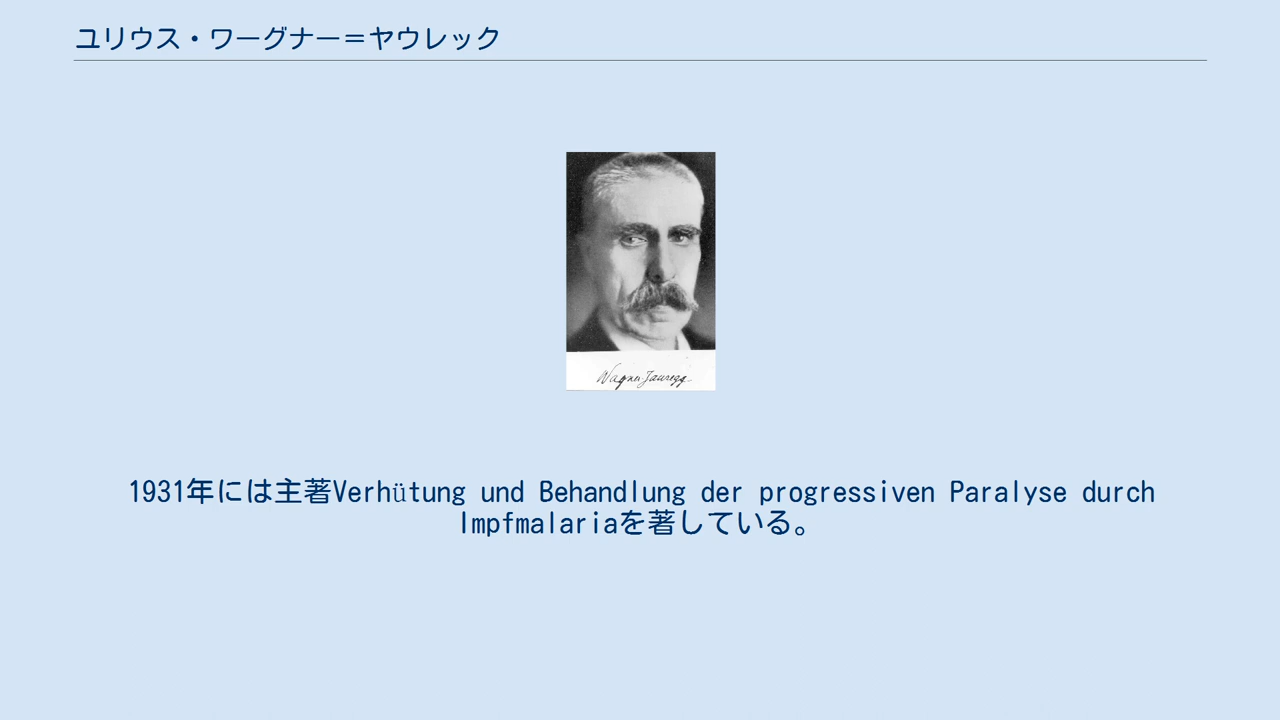 ユリウス・ワーグナー＝ヤウレック
Wagner Jauregg
1931年には主著Verhütung und Behandlung der progressiven Paralyse durch
Impfmalariaを著している。